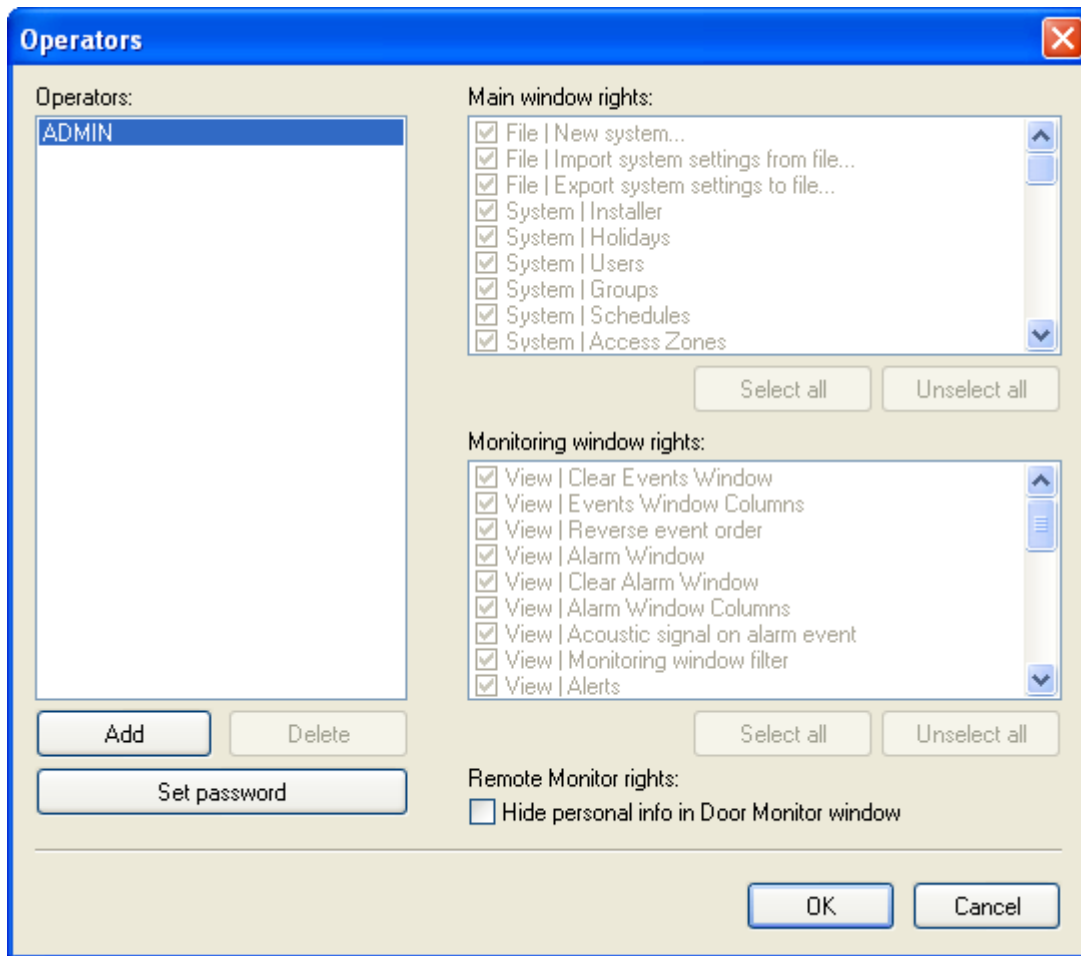 Operators
Operators:
ADMIN
Add
Delete
Set password
Main window rights:
File | New system...
File | Import system settings from file...
File | Export system settings to file...
System | Installer
System | Holidays
System | Users
System | Groups
System | Schedules
System | Access Zones
Select all
Unselect all
Monitoring window rights:
View | Clear Events Window
View | Events Window Columns
View | Reverse event order
View | Alarm Window
View | Clear Alarm Window
View | Alarm Window Columns
View | Acoustic signal on alarm event
View | Monitoring window filter
View | Alerts
Select all
Unselect all
Remote Monitor rights:
Hide personal info in Door Monitor window
OK
Cancel